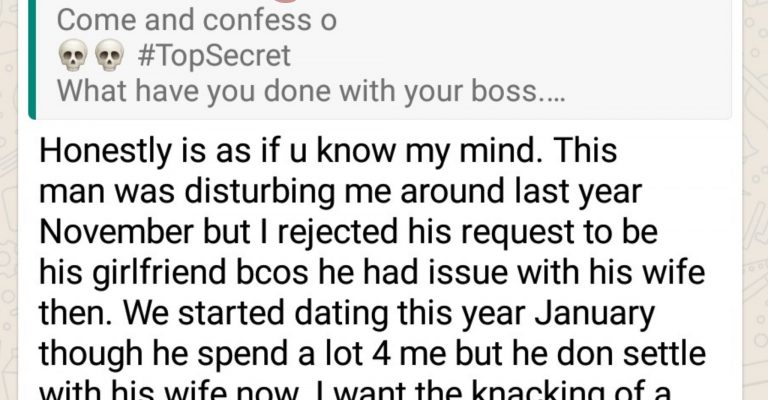 Come and confess o
💀💀 #TopSecret
What have you done with your boss....
Honestly is as if u know my mind. This
man was disturbing me around last year
November but I rejected his request to be
his girlfriend bcos he had issue with his wife
then. We started dating this year January
though he spend a lot 4 me but he don settle
with his wife now. I want the knacking of a